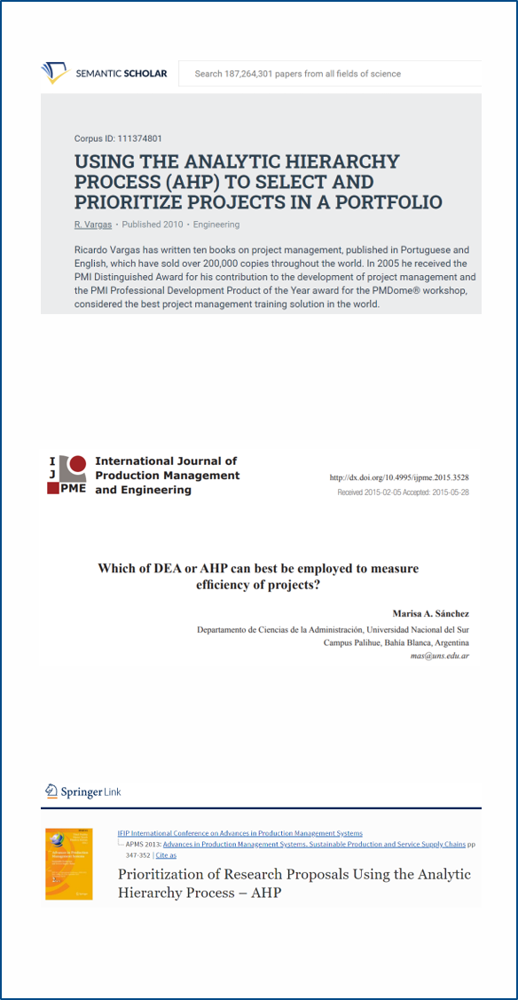 SEMANTIC SCHOLAR
Search 187,264,301 papers from all fields of science
Corpus ID: 111374801
USING THE ANALYTIC HIERARCHY
PROCESS (AHP) TO SELECT AND
PRIORITIZE PROJECTS IN A PORTFOLIO
R. Vargas • Published 2010 • Engineering
Ricardo Vargas has written ten books on project management, published in Portuguese and
English, which have sold over 200,000 copies throughout the world. In 2005 he received the
PMI Distinguished Award for his contribution to the development of project management and
the PMI Professional Development Product of the Year award for the PMDome® workshop,
considered the best project management training solution in the world.
I
J
PME
International Journal of
Production Management
and Engineering
http://dx.doi.org/10.4995/ijpme.2015.3528
Received 2015-02-05 Accepted: 2015-05-28
Which of DEA or AHP can best be employed to measure
efficiency of projects?
Marisa A. Sánchez
Departamento de Ciencias de la Administración, Universidad Nacional del Sur
Campus Palihue, Bahía Blanca, Argentina
mas@uns.edu.ar
Springer Link
IFIP International Conference on Advances in Production Management Systems
APMS 2013: Advances in Production Management Systems. Sustainable Production and Service Supply Chains pp
347-352 | Cite as
Prioritization of Research Proposals Using the Analytic
Hierarchy Process – AHP